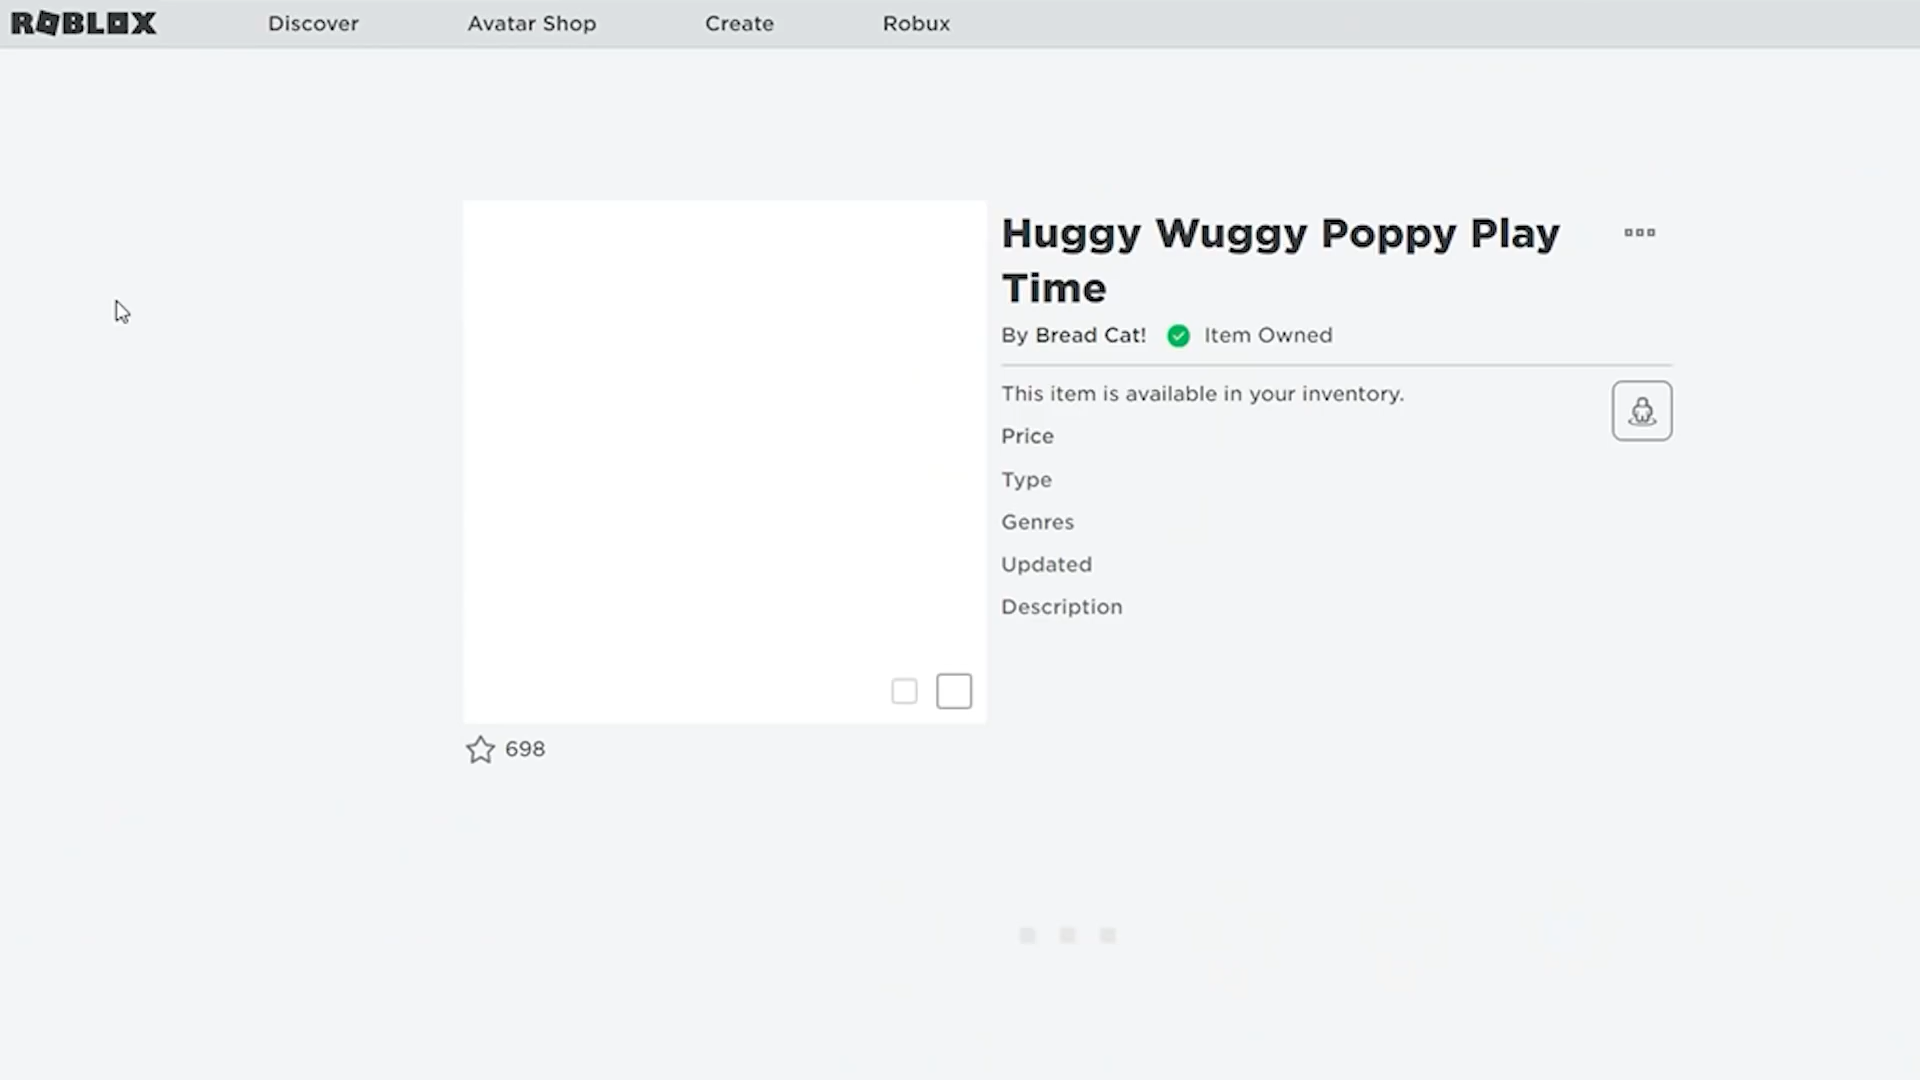 ROBLOX Discover Avatar Shop Create Robux
Huggy Wuggy Poppy Play
Time
By Bread Cat! Item Owned
This item is available in your inventory.
Price
Type
Genres
Updated
Description
698